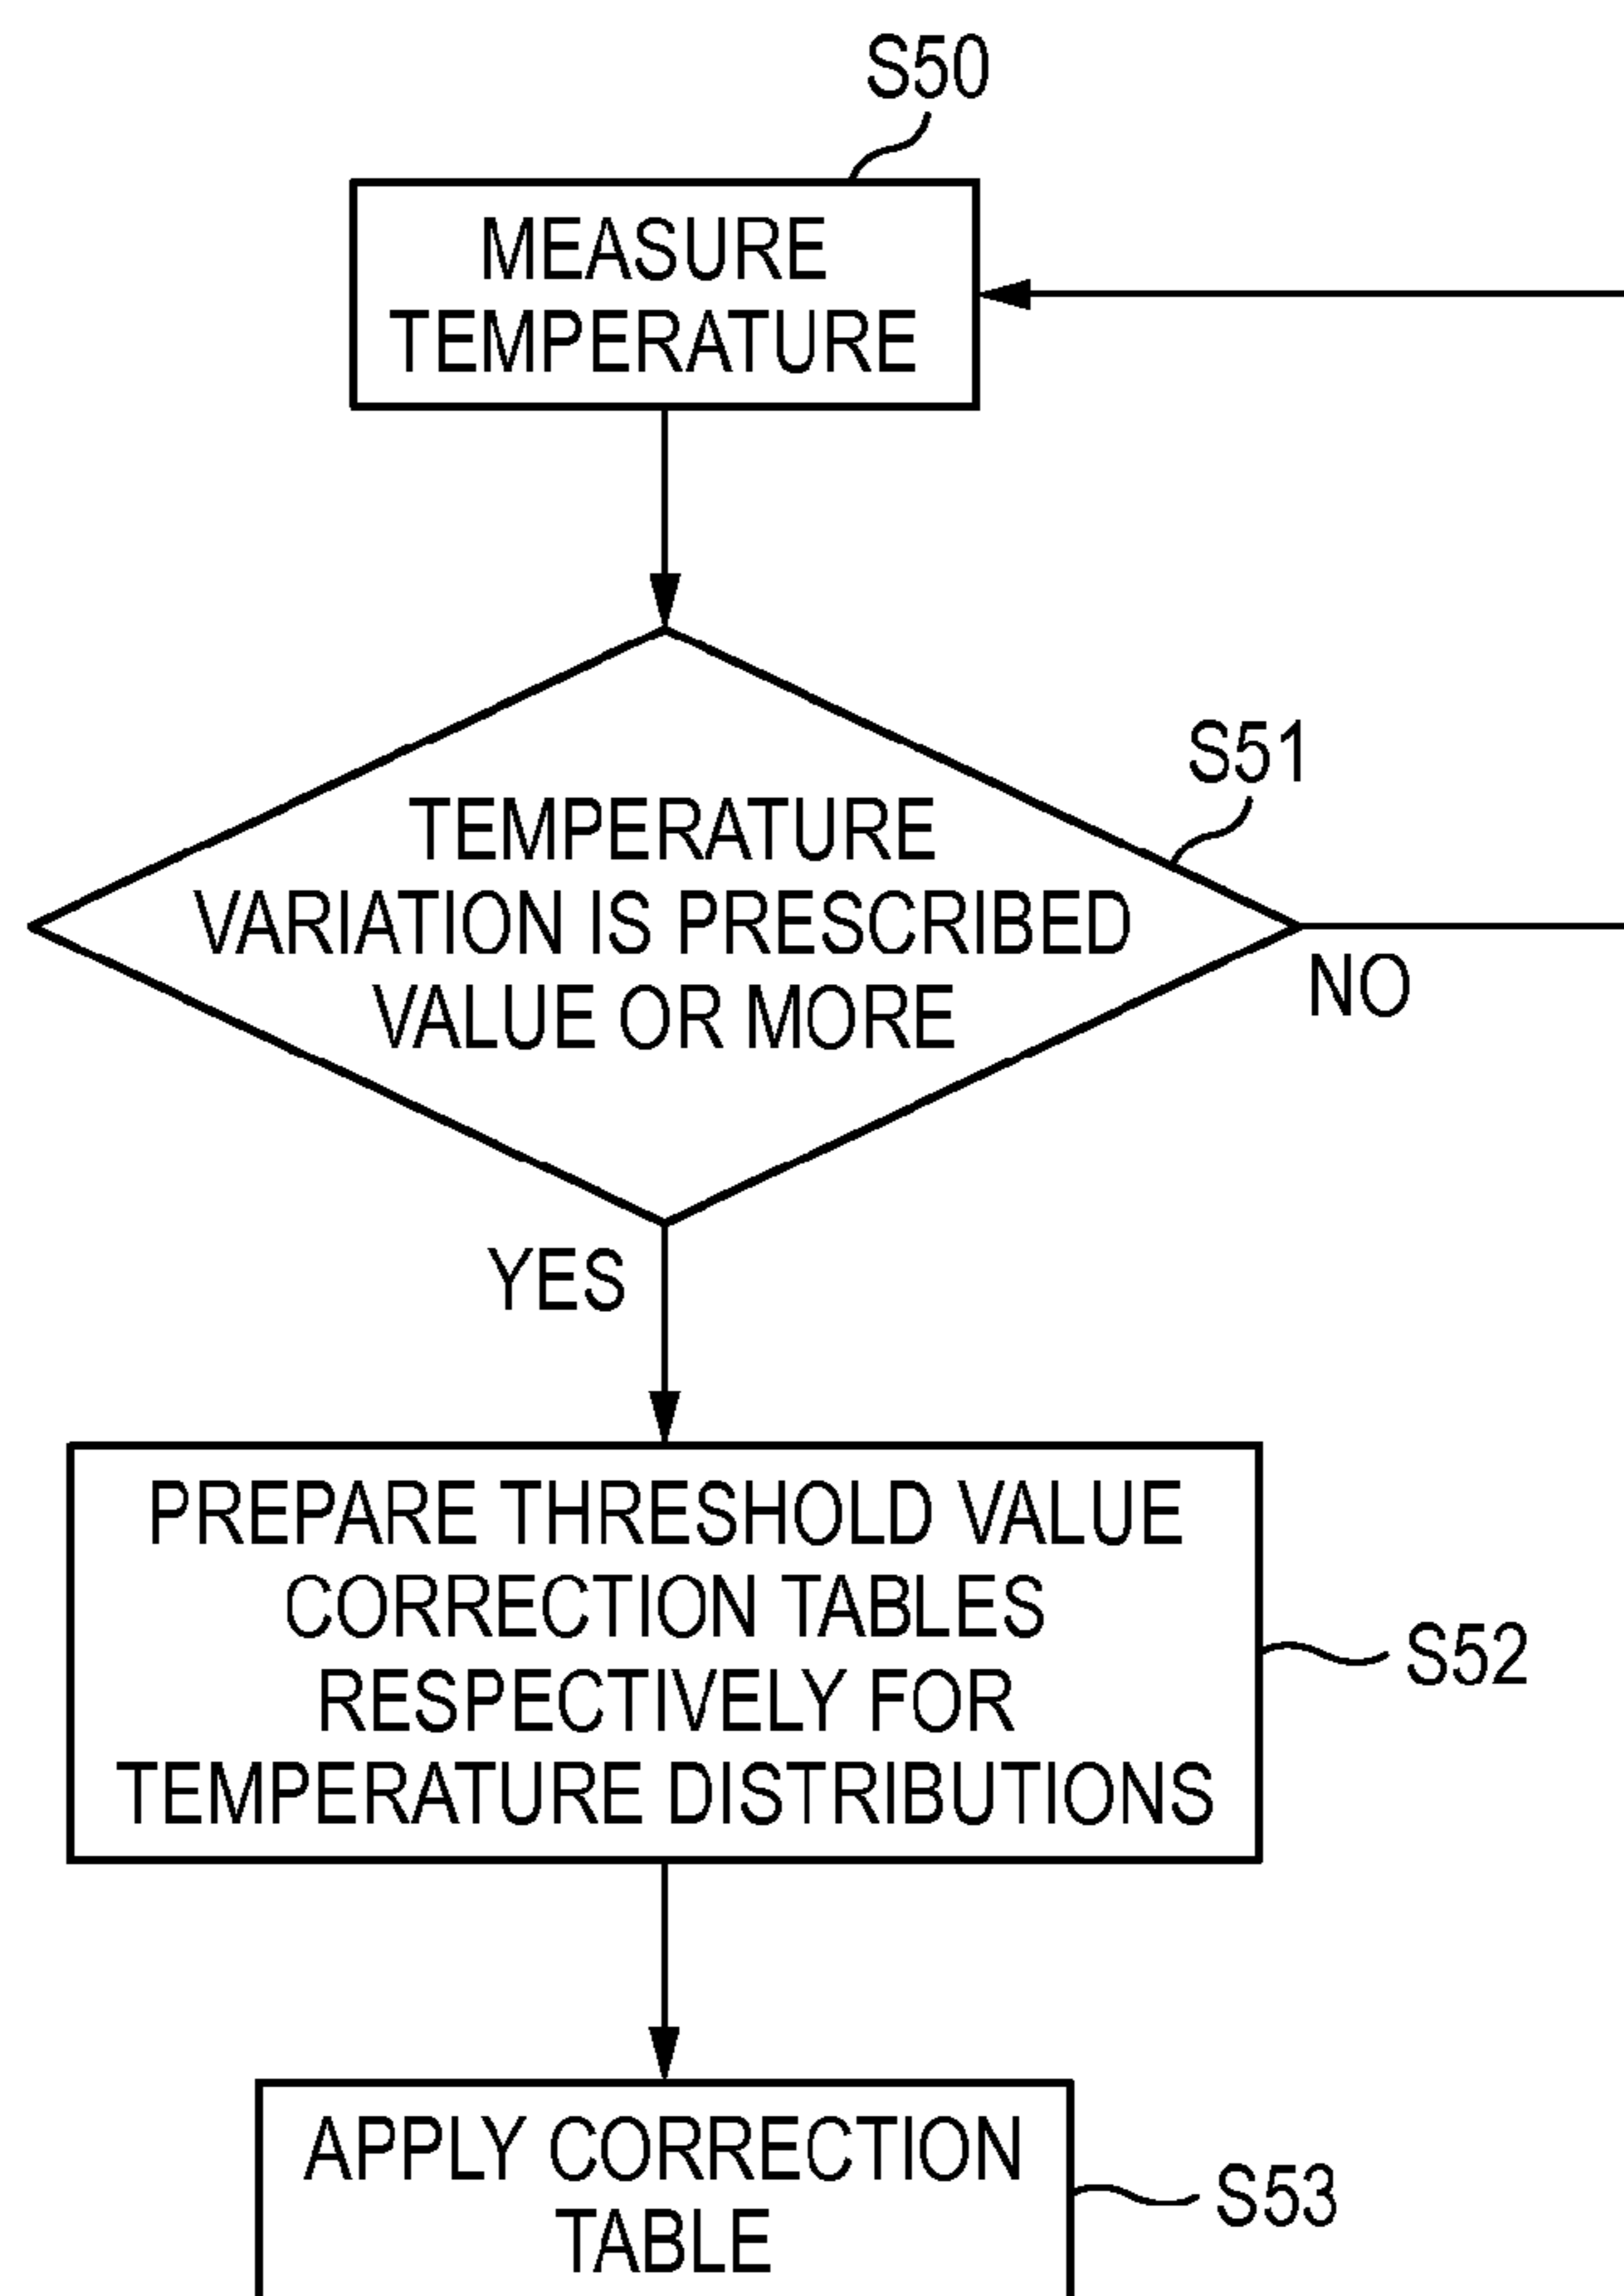 S50
MEASURE
TEMPERATURE
S51
TEMPERATURE
VARIATION IS PRESCRIBED
VALUE OR MORE
NO
YES
PREPARE THRESHOLD VALUE
CORRECTION TABLES
RESPECTIVELY FOR
TEMPERATURE DISTRIBUTIONS
S52
APPLY CORRECTION
TABLE
S53